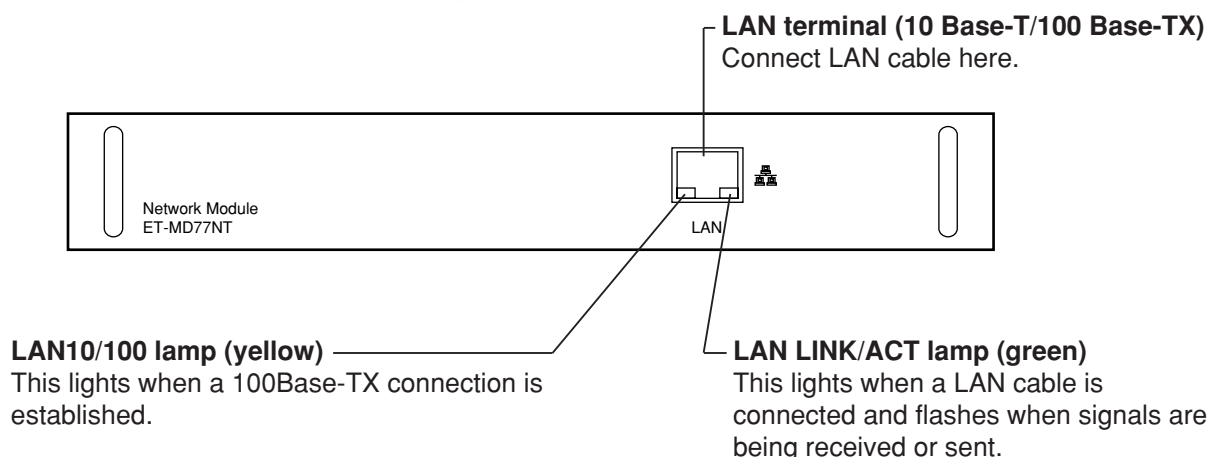 LAN terminal (10 Base-T/100 Base-TX)
Connect LAN cable here.
Network Module
ET-MD77NT
LAN
LAN10/100 lamp (yellow)
This lights when a 100Base-TX connection is
established.
LAN LINK/ACT lamp (green)
This lights when a LAN cable is
connected and flashes when signals are
being received or sent.